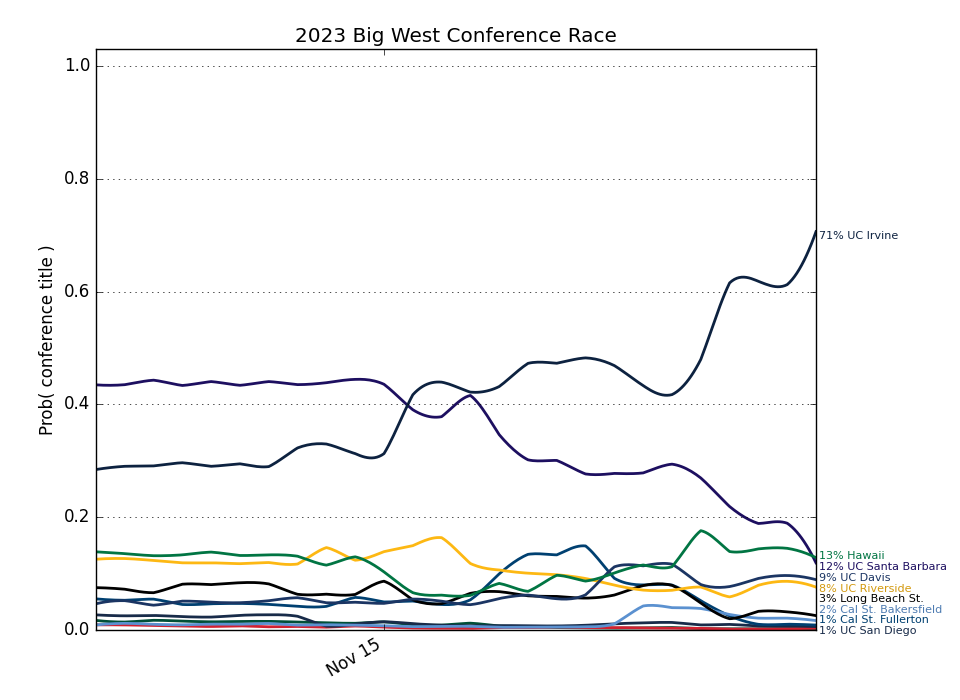 2023 Big West Conference Race
1.0
0.8
0.6
0.4
0.2
0.0
Prob( conference title )
Nov 15
71% UC Irvine
13% Hawaii
12% UC Santa Barbara
9% UC Davis
8% UC Riverside
3% Long Beach St.
2% Cal St. Bakersfield
1% Cal St. Fullerton
1% UC San Diego